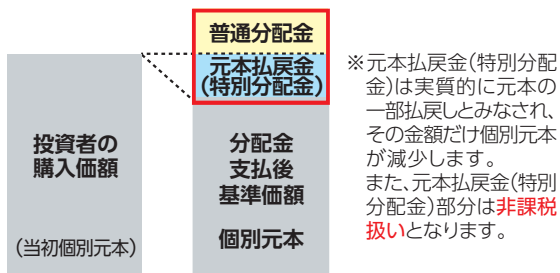 普通分配金
元本払戻金
(特別分配金)
投資者の
購入価額
(当初個別元本)
分配金
支払後
基準価額
個別元本
※元本払戻金(特別分配
金)は実質的に元本の
一部払戻しとみなされ、
その金額だけ個別元本
が減少します。
また、元本払戻金(特別
分配金)部分は非課税
扱いとなります。